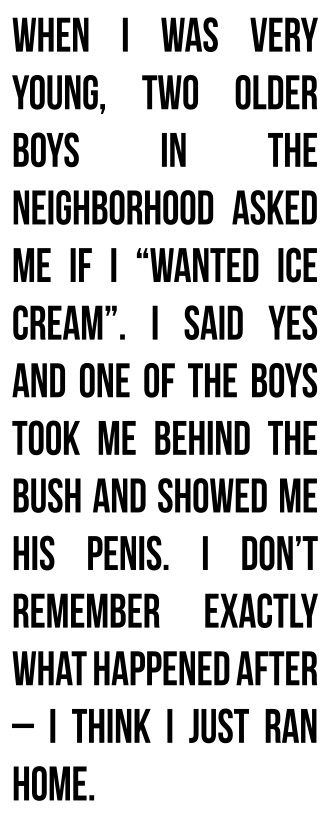 WHEN I WAS VERY
YOUNG, TWO OLDER
BOYS IN THE
NEIGHBORHOOD ASKED
ME IF I “WANTED ICE
CREAM”. I SAID YES
AND ONE OF THE BOYS
TOOK ME BEHIND THE
BUSH AND SHOWED ME
HIS PENIS. I DON’T
REMEMBER EXACTLY
WHAT HAPPENED AFTER
– I THINK I JUST RAN
HOME.